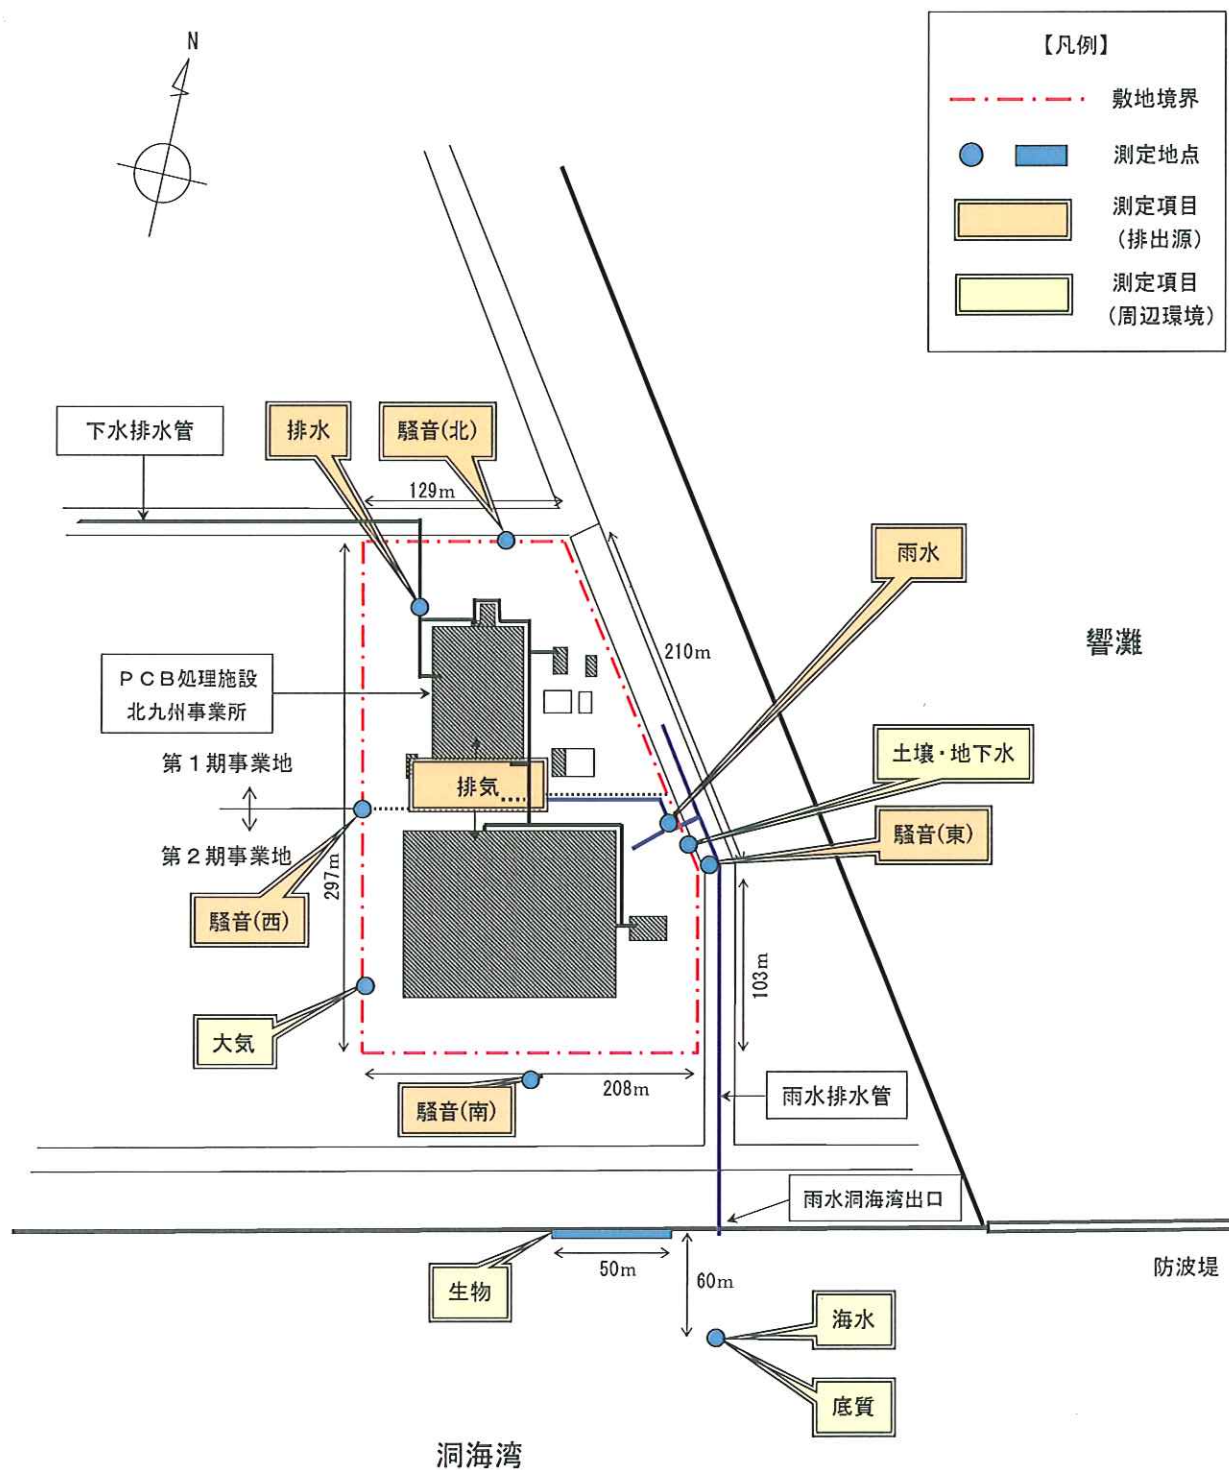 N
【凡例】
敷地境界
測定地点
測定項目
（排出源）
測定項目
（周辺環境）
下水排水管
排水
騒音(北)
129m
雨水
響灘
210m
PCB処理施設
北九州事業所
第1期事業地
土壌・地下水
排気
騒音(東)
第2期事業地
297m
騒音(西)
103m
大気
208m
雨水排水管
騒音(南)
雨水洞海湾出口
50m
60m
防波堤
生物
海水
底質
洞海湾